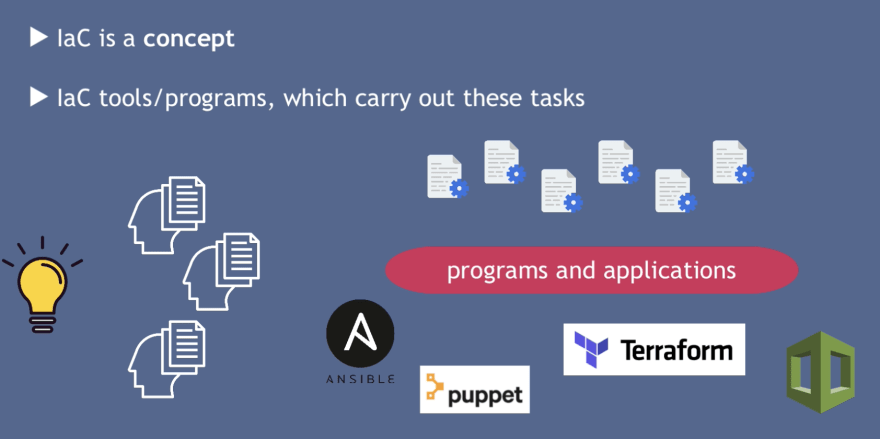 IaC is a concept
IaC tools/programs, which carry out these tasks
programs and applications
ANSIBLE
puppet
Terraform